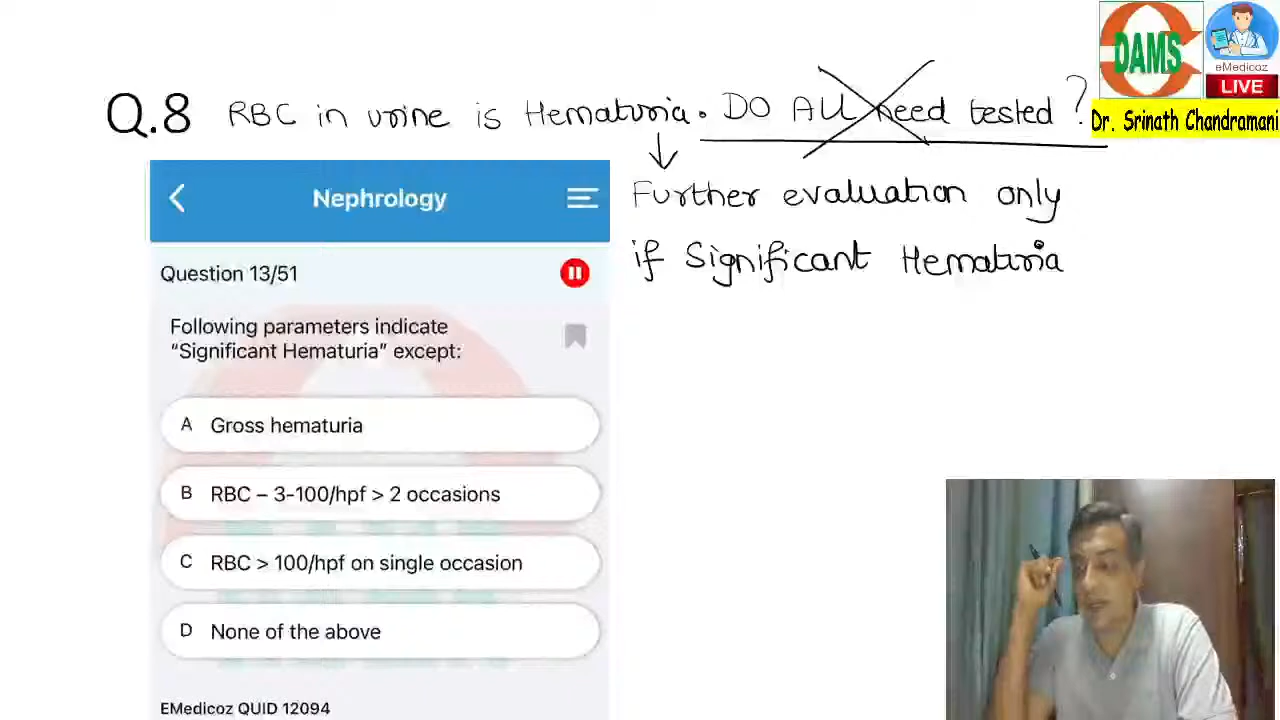 DAMS
eMedicoz
LIVE
Dr. Srinath Chandramani
Q.8 RBC in urine is Hematuria. DO All need tested?
Further evaluation only
if Significant Hematuria
Nephrology
Question 13/51
Following parameters indicate
“Significant Hematuria” except:
A Gross hematuria
B RBC – 3-100/hpf > 2 occasions
C RBC > 100/hpf on single occasion
D None of the above
EMedicoz QUID 12094